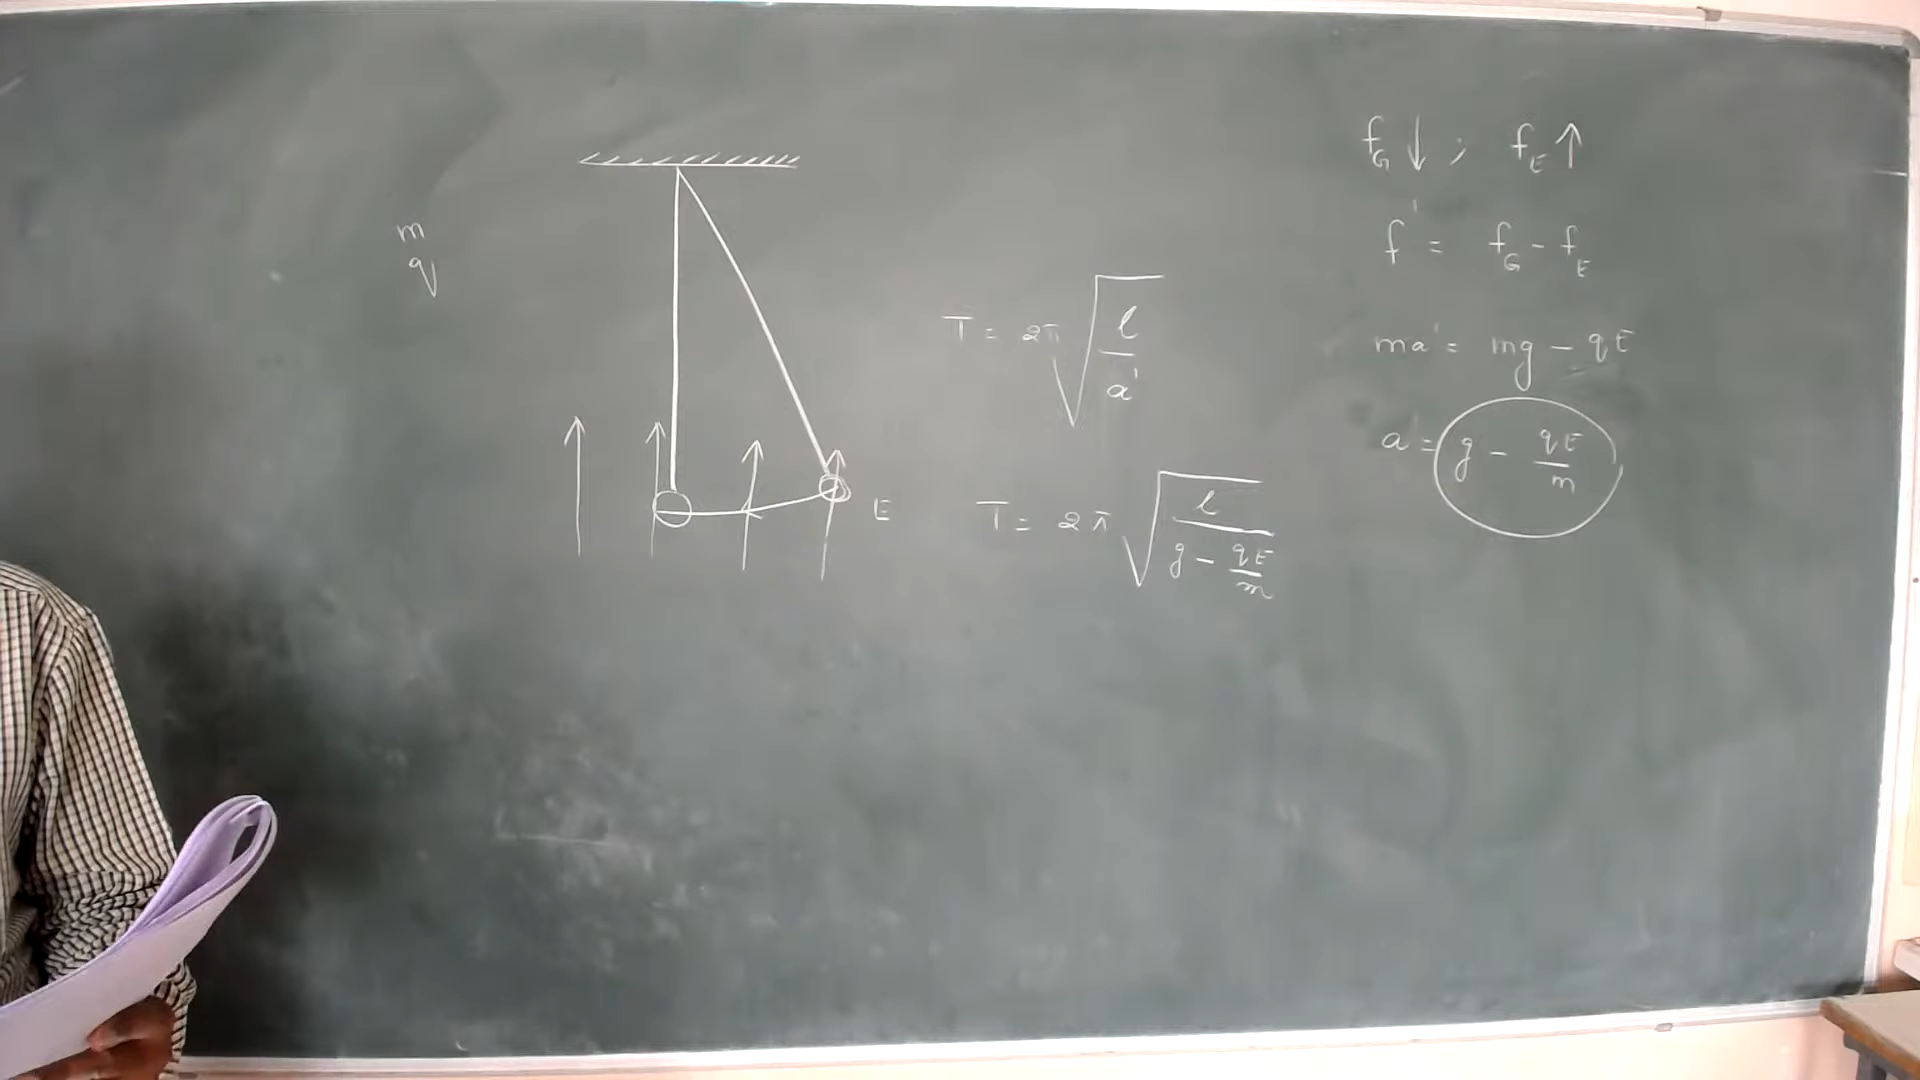 m
q
E
T = 2π √(l/a')
T = 2π √(l/(g - qE/m))
f_G ↓ ; f_E ↑
f' = f_G - f_E
ma' = mg - qE
a' = g - qE/m